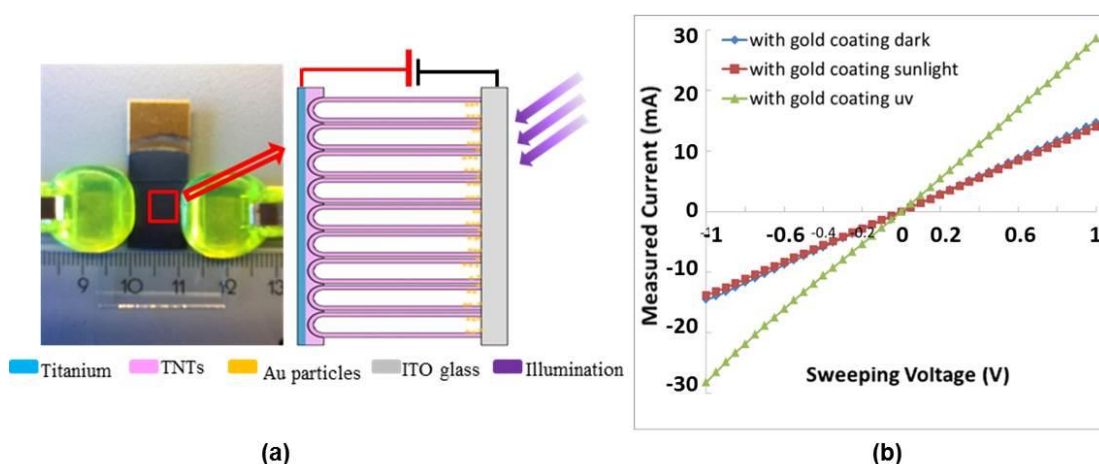 9 10 11 12 13
Titanium TNTs Au particles ITO glass Illumination
(a)
with gold coating dark
with gold coating sunlight
with gold coating uv
Measured Current (mA)
30
20
10
0
-10
-20
-30
-1 -0.6 -0.4 -0.2 0 0.2 0.6 1
Sweeping Voltage (V)
(b)